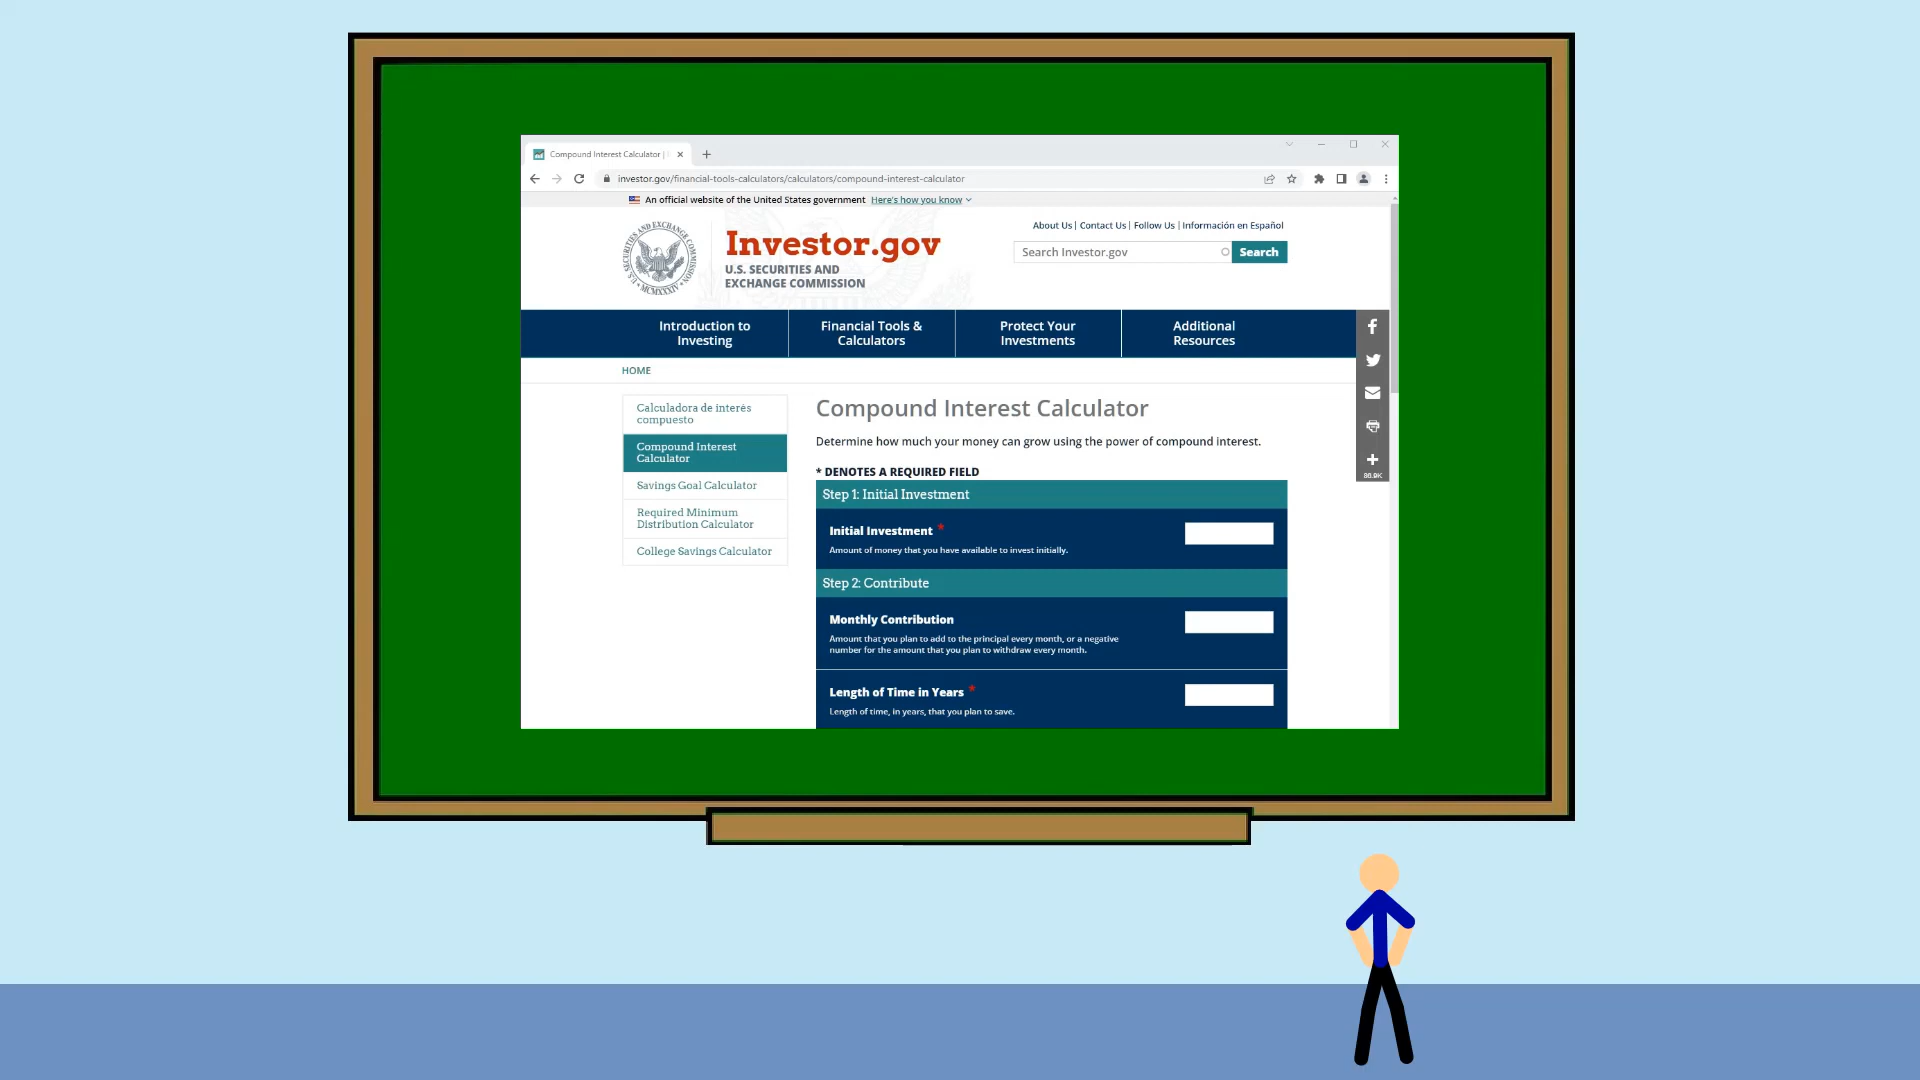 Compound Interest Calculator |
investor.gov/financial-tools-calculators/calculators/compound-interest-calculator
An official website of the United States government Here's how you know
SECURITIES AND EXCHANGE COMMISSION
MCMXXXIV
Investor.gov
U.S. SECURITIES AND
EXCHANGE COMMISSION
About Us | Contact Us | Follow Us | Información en Español
Search Investor.gov
Search
Introduction to
Investing
Financial Tools &
Calculators
Protect Your
Investments
Additional
Resources
HOME
Calculadora de interés
compuesto
Compound Interest
Calculator
Savings Goal Calculator
Required Minimum
Distribution Calculator
College Savings Calculator
Compound Interest Calculator
Determine how much your money can grow using the power of compound interest.
* DENOTES A REQUIRED FIELD
Step 1: Initial Investment
Initial Investment *
Amount of money that you have available to invest initially.
Step 2: Contribute
Monthly Contribution
Amount that you plan to add to the principal every month, or a negative
number for the amount that you plan to withdraw every month.
Length of Time in Years *
Length of time, in years, that you plan to save.